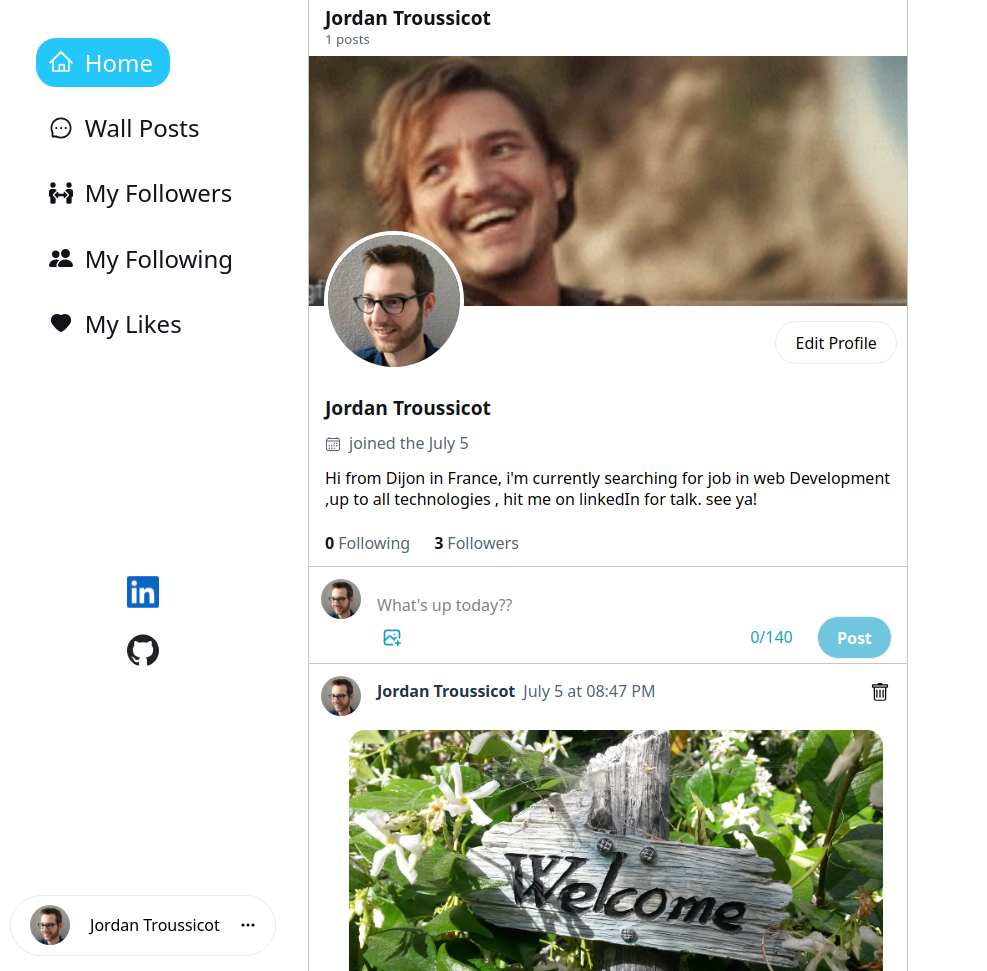 Home
Wall Posts
My Followers
My Following
My Likes
in
Jordan Troussicot
Jordan Troussicot
1 posts
Edit Profile
Jordan Troussicot
joined the July 5
Hi from Dijon in France, i'm currently searching for job in web Development
,up to all technologies , hit me on linkedIn for talk. see ya!
0 Following 3 Followers
What's up today??
0/140 Post
Jordan Troussicot July 5 at 08:47 PM
Welcome